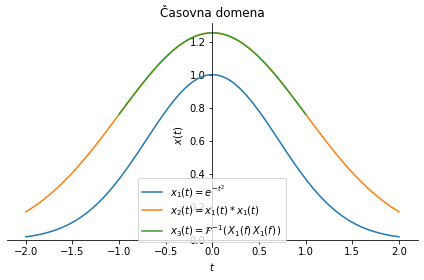 Časovna domena
1.2
1.0
0.8
x(t)
0.6
0.4
0.2
0.0
x₁(t) = e^{-t²}
x₂(t) = x₁(t) * x₁(t)
x₃(t) = ℱ⁻¹(X₁(f) X₁(f))
−2.0 −1.5 −1.0 −0.5 0.0 0.5 1.0 1.5 2.0
t